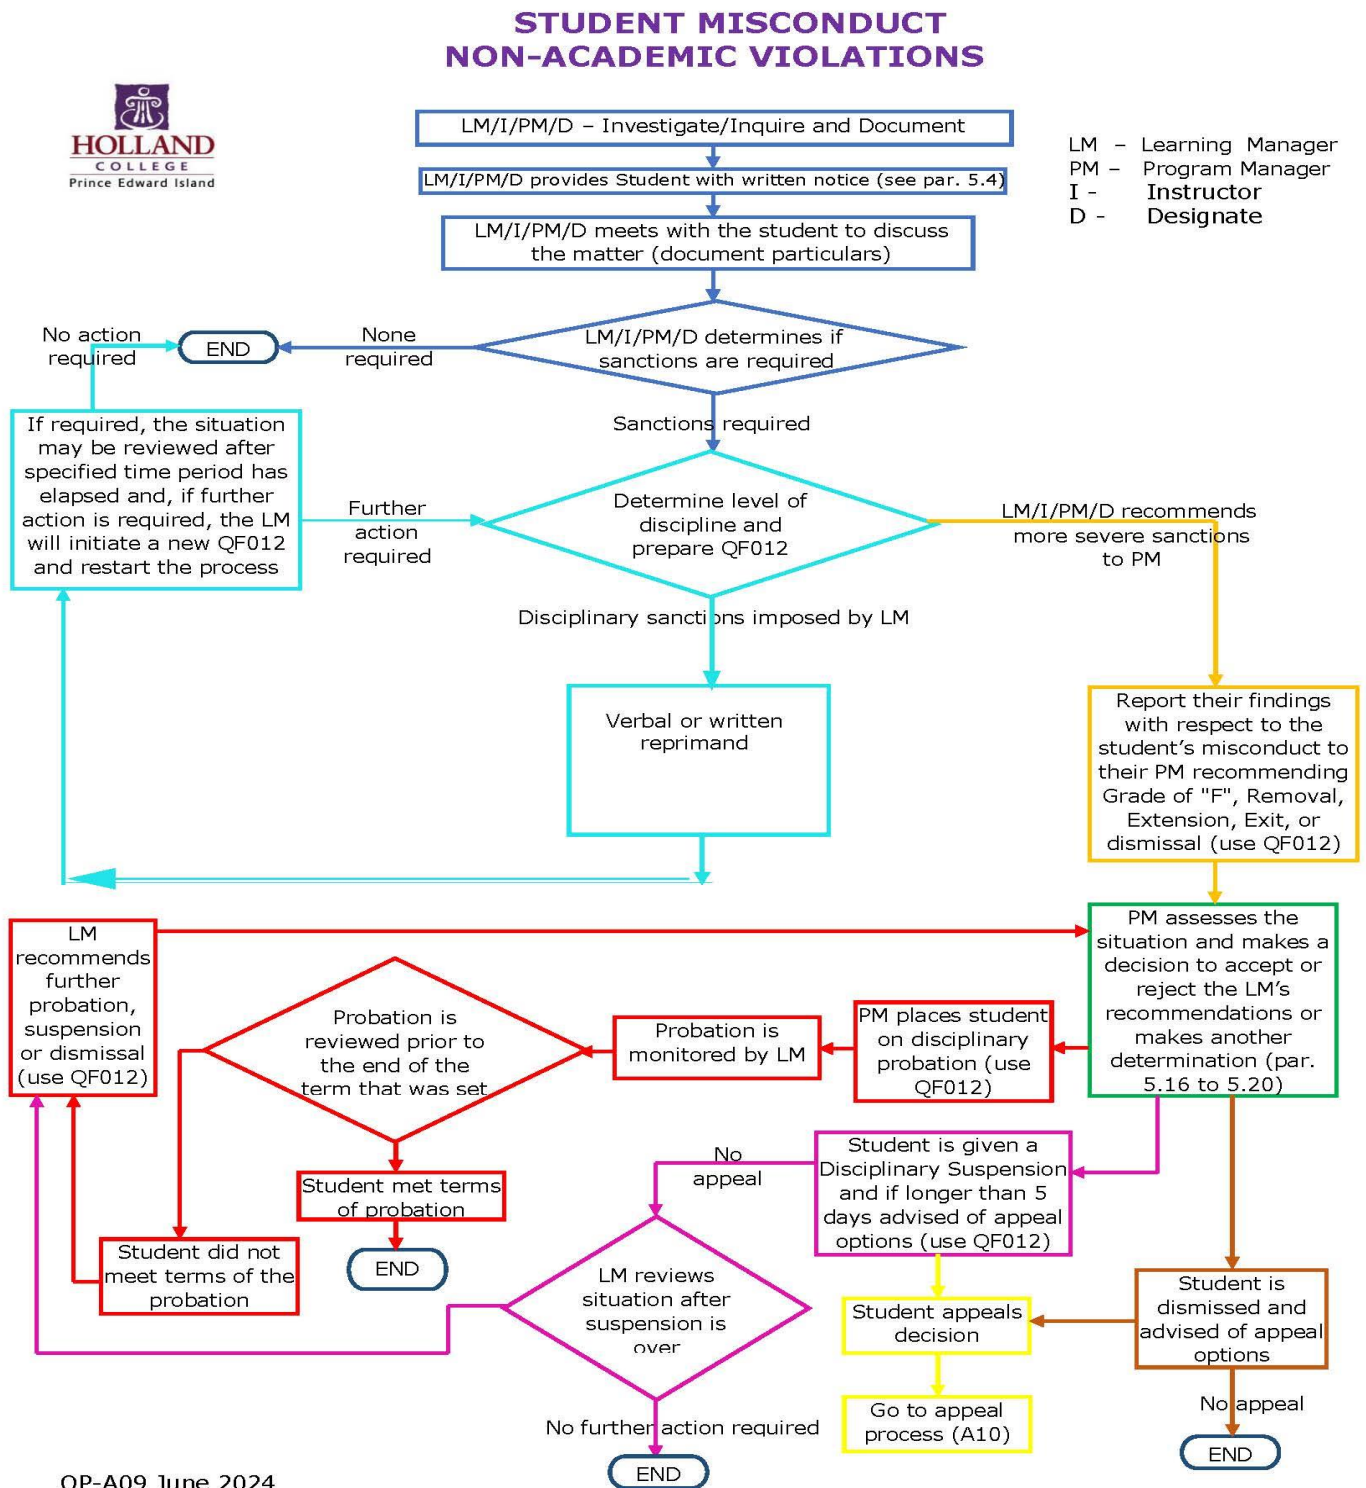 STUDENT MISCONDUCT
NON-ACADEMIC VIOLATIONS
HOLLAND
COLLEGE
Prince Edward Island
LM – Learning Manager
PM – Program Manager
I - Instructor
D - Designate
LM/I/PM/D – Investigate/Inquire and Document
LM/I/PM/D provides Student with written notice (see par. 5.4)
LM/I/PM/D meets with the student to discuss
the matter (document particulars)
LM/I/PM/D determines if
sanctions are required
None
required
END
No action
required
Sanctions required
If required, the situation
may be reviewed after
specified time period has
elapsed and, if further
action is required, the LM
will initiate a new QF012
and restart the process
Further
action
required
Determine level of
discipline and
prepare QF012
LM/I/PM/D recommends
more severe sanctions
to PM
Disciplinary sanctions imposed by LM
Verbal or written
reprimand
Report their findings
with respect to the
student's misconduct to
their PM recommending
Grade of "F", Removal,
Extension, Exit, or
dismissal (use QF012)
PM assesses the
situation and makes a
decision to accept or
reject the LM's
recommendations or
makes another
determination (par.
5.16 to 5.20)
PM places student
on disciplinary
probation (use
QF012)
Probation is
monitored by LM
Probation is
reviewed prior to
the end of the
term that was set
LM
recommends
further
probation,
suspension
or dismissal
(use QF012)
Student met terms
of probation
END
Student did not
meet terms of the
probation
Student is given a
Disciplinary Suspension
and if longer than 5
days advised of appeal
options (use QF012)
No
appeal
LM reviews
situation after
suspension is
over
No further action required
END
Student appeals
decision
Go to appeal
process (A10)
Student is
dismissed and
advised of appeal
options
No appeal
END
OP-A09 June 2024